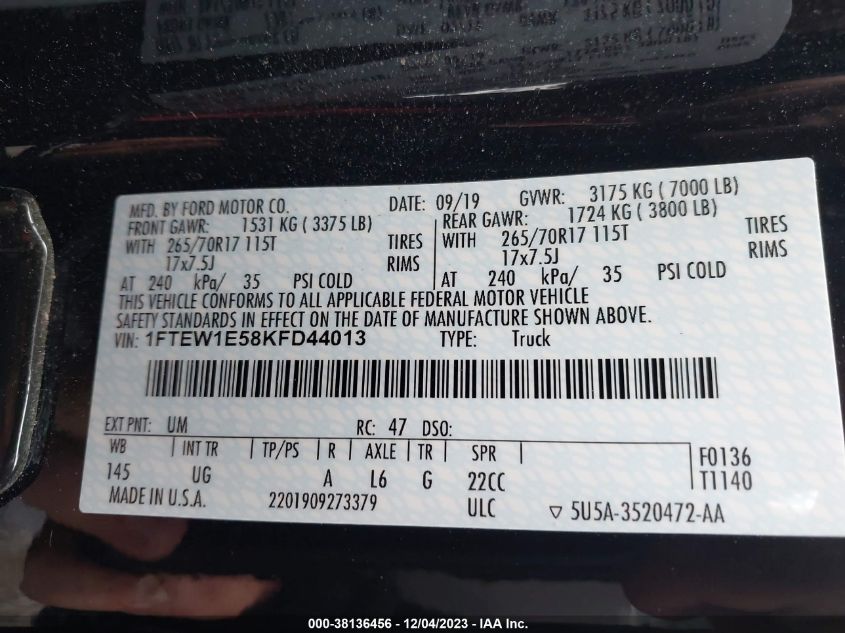 MFD. BY FORD MOTOR CO. DATE: 09/19 GVWR: 3175 KG ( 7000 LB)
FRONT GAWR: 1531 KG ( 3375 LB) REAR GAWR: 1724 KG ( 3800 LB)
WITH 265/70R17 115T TIRES WITH 265/70R17 115T TIRES
17x7.5J RIMS 17x7.5J RIMS
AT 240 kPa/ 35 PSI COLD AT 240 kPa/ 35 PSI COLD
THIS VEHICLE CONFORMS TO ALL APPLICABLE FEDERAL MOTOR VEHICLE
SAFETY STANDARDS IN EFFECT ON THE DATE OF MANUFACTURE SHOWN ABOVE.
VIN: 1FTEW1E58KFD44013 TYPE: Truck
EXT PNT: UM RC: 47 DSO:
WB INT TR TP/PS R AXLE TR SPR F0136
145 UG A L6 G 22CC T1140
MADE IN U.S.A. 2201909273379 ULC ▽ 5U5A-3520472-AA
000-38136456 - 12/04/2023 - IAA Inc.